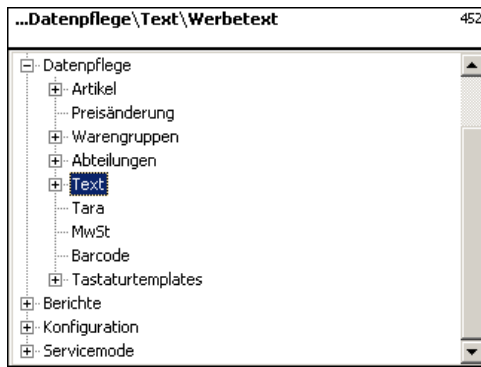 ...Datenpflege\Text\Werbetext 452
Datenpflege
Artikel
Preisänderung
Warengruppen
Abteilungen
Text
Tara
MwSt
Barcode
Tastaturtemplates
Berichte
Konfiguration
Servicemode